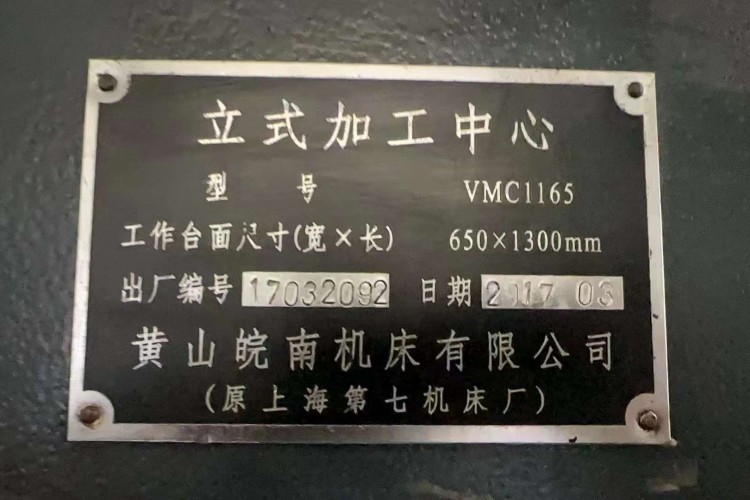 立式加工中心
型 号 VMC1165
工作台面尺寸(宽×长) 650×1300mm
出厂编号 17032092 日期 2017 03
黄山皖南机床有限公司
(原上海第七机床厂)